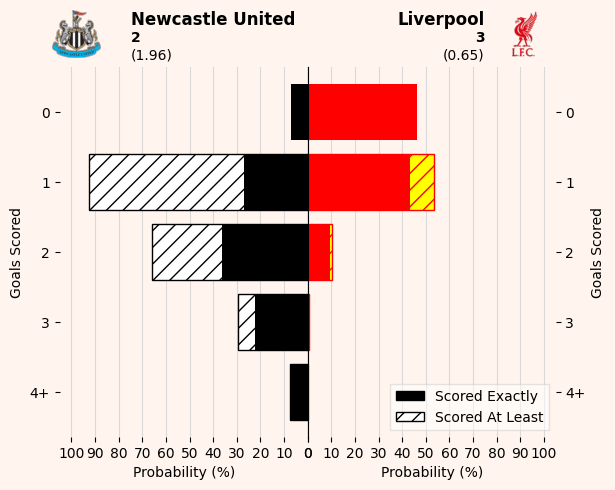 Newcastle United
2
(1.96)
Liverpool
3
(0.65)
L.F.C.
Goals Scored
0
1
2
3
4+
0
1
2
3
4+
Goals Scored
Scored Exactly
Scored At Least
100 90 80 70 60 50 40 30 20 10 0
0 10 20 30 40 50 60 70 80 90 100
Probability (%)
Probability (%)